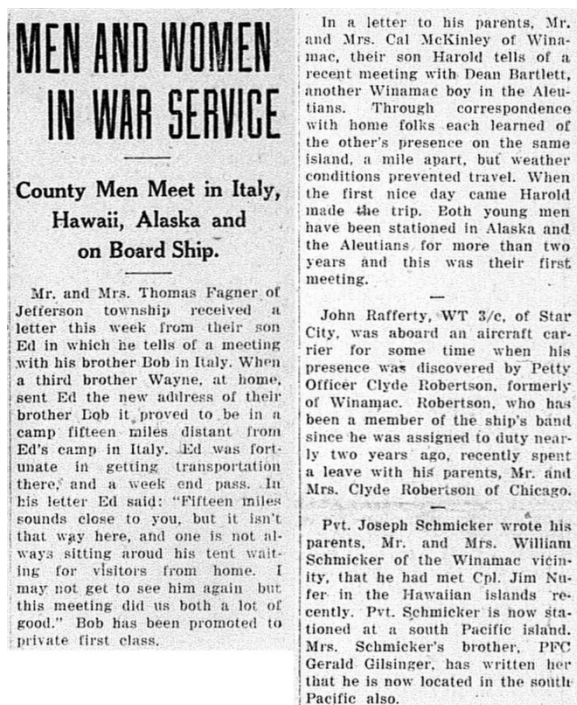 MEN AND WOMEN
IN WAR SERVICE
County Men Meet in Italy,
Hawaii, Alaska and
on Board Ship.
Mr. and Mrs. Thomas Fagner of
Jefferson township received a
letter this week from their son
Ed in which he tells of a meeting
with his brother Bob in Italy. When
a third brother Wayne, at home,
sent Ed the new address of their
brother Bob it proved to be in a
camp fifteen miles distant from
Ed's camp in Italy. Ed was fort-
unate in getting transportation
there, and a week end pass. In
his letter Ed said: "Fifteen miles
sounds close to you, but it isn't
that way here, and one is not al-
ways sitting aroud his tent wait-
ing for visitors from home. I
may not get to see him again but
this meeting did us both a lot of
good." Bob has been promoted to
private first class.
In a letter to his parents, Mr.
and Mrs. Cal McKinley of Wina-
mac, their son Harold tells of a
recent meeting with Dean Bartlett,
another Winamac boy in the Aleu-
tians. Through correspondence
with home folks each learned of
the other's presence on the same
island, a mile apart, but weather
conditions prevented travel. When
the first nice day came Harold
made the trip. Both young men
have been stationed in Alaska and
the Aleutians for more than two
years and this was their first
meeting.
John Rafferty, WT 3/c, of Star
City, was aboard an aircraft car-
rier for some time when his
presence was discovered by Petty
Officer Clyde Robertson, formerly
of Winamac. Robertson, who has
been a member of the ship's band
since he was assigned to duty near-
ly two years ago, recently spent
a leave with his parents, Mr. and
Mrs. Clyde Robertson of Chicago.
Pvt. Joseph Schmicker wrote his
parents, Mr. and Mrs. William
Schmicker of the Winamac vicin-
ity, that he had met Cpl. Jim Nu-
fer in the Hawaiian islands re-
cently. Pvt. Schmicker is now sta-
tioned at a south Pacific island.
Mrs. Schmicker's brother, PFC
Gerald Gilsinger, has written her
that he is now located in the south
Pacific also.